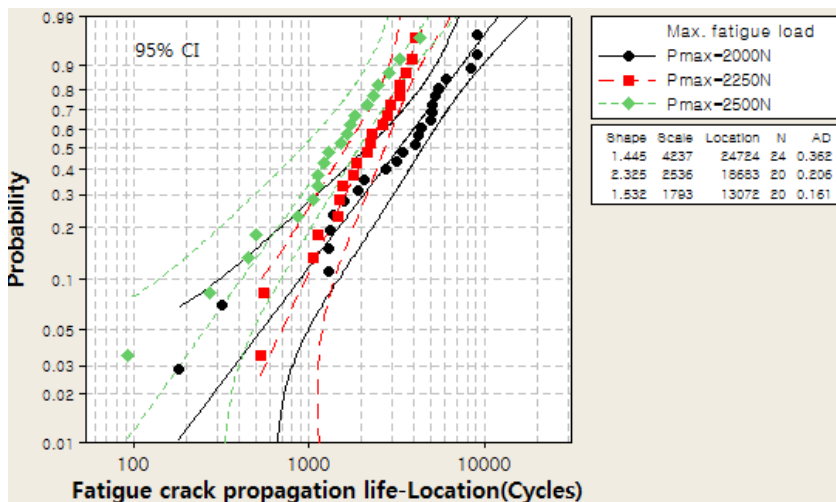 0.99
0.9
0.8
0.7
0.6
0.5
0.4
0.3
0.2
0.1
0.05
0.03
0.02
0.01
Probability
95% CI
100 1000 10000
Fatigue crack propagation life-Location(Cycles)
Max. fatigue load
Pmax-2000N
Pmax-2250N
Pmax-2500N
Shape Scale Location N AD
1.445 4237 24724 24 0.362
2.325 2536 18683 20 0.206
1.532 1793 13072 20 0.161